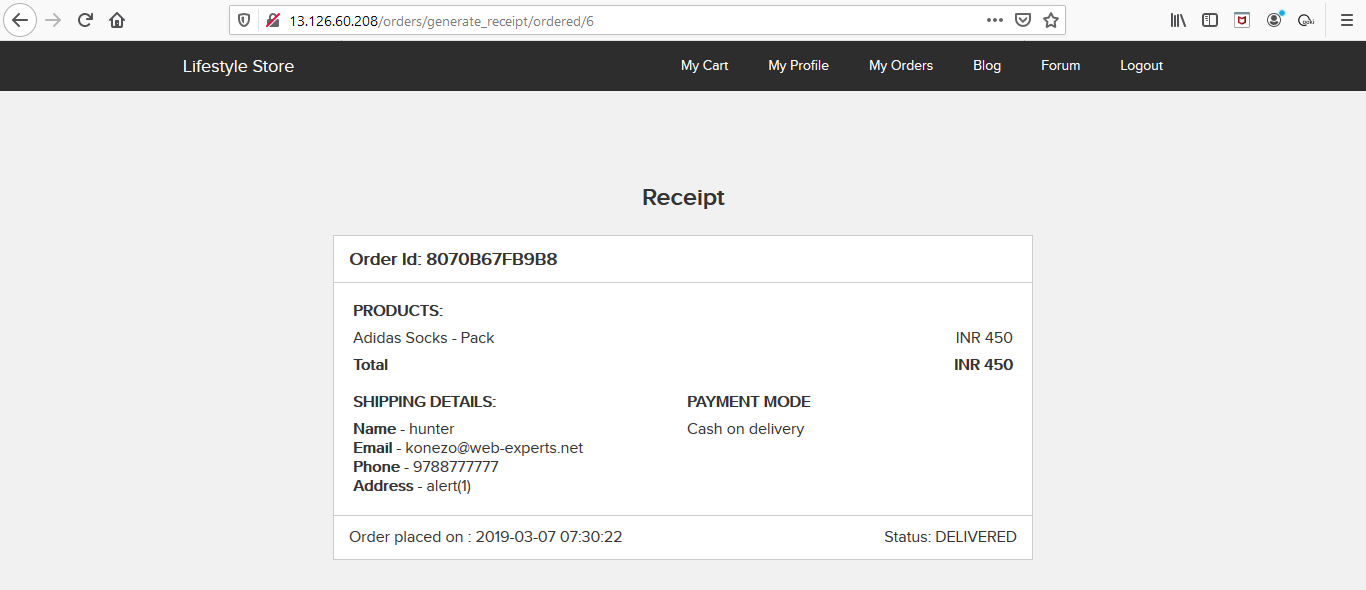 13.126.60.208/orders/generate_receipt/ordered/6
Lifestyle Store My Cart My Profile My Orders Blog Forum Logout
Receipt
Order Id: 8070B67FB9B8
PRODUCTS:
Adidas Socks - Pack INR 450
Total INR 450
SHIPPING DETAILS: PAYMENT MODE
Name - hunter Cash on delivery
Email - konezo@web-experts.net
Phone - 9788777777
Address - alert(1)
Order placed on : 2019-03-07 07:30:22 Status: DELIVERED